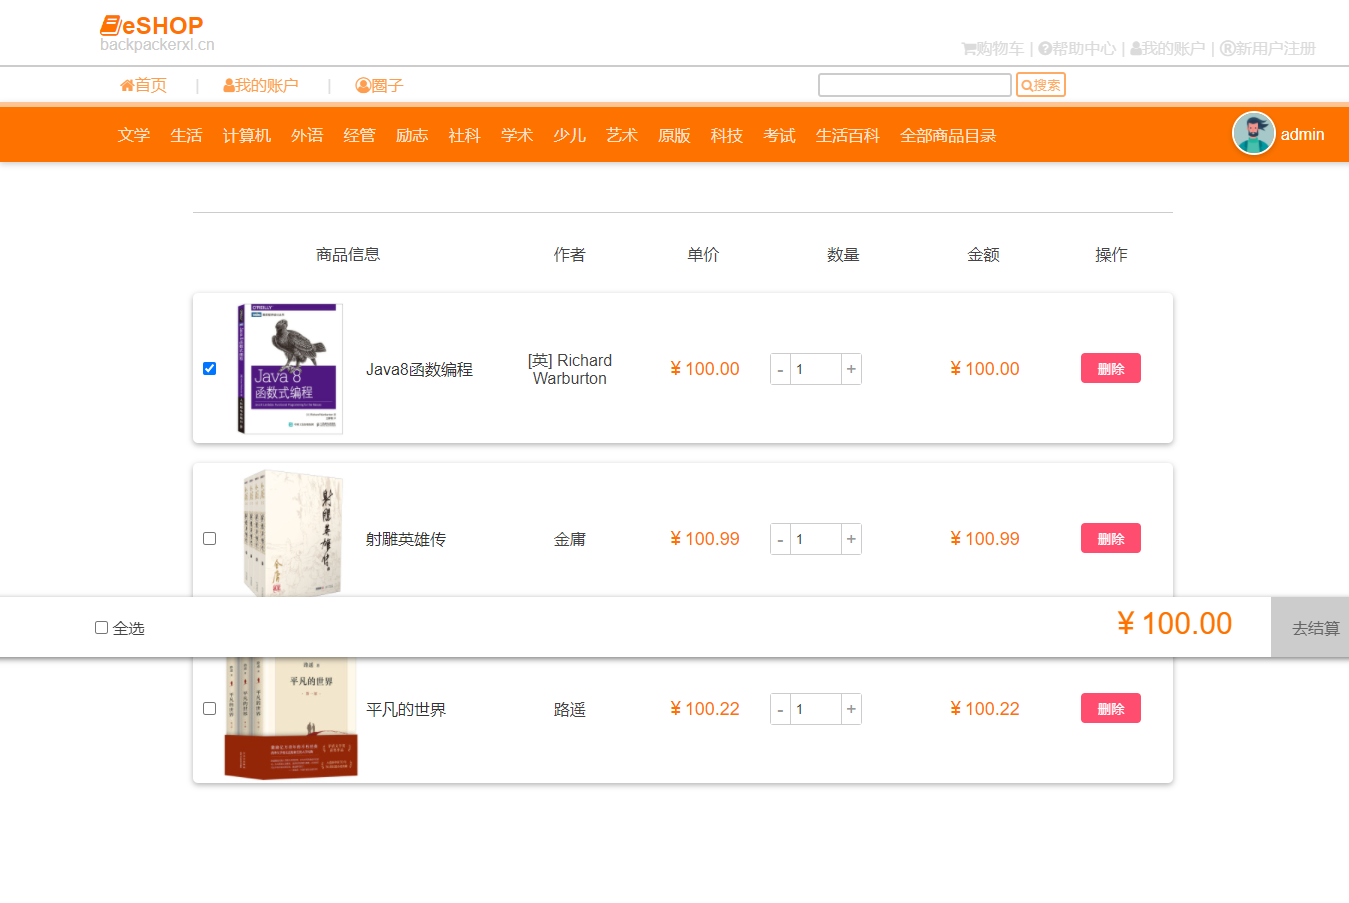 eSHOP
backpackerxl.cn
购物车 | 帮助中心 | 我的账户 | ®新用户注册
首页 | 我的账户 | 圈子
搜索
文学 生活 计算机 外语 经管 励志 社科 学术 少儿 艺术 原版 科技 考试 生活百科 全部商品目录
admin
商品信息 作者 单价 数量 金额 操作
O'REILLY
Java 8
函数式编程
Java8函数编程 [英] Richard Warburton ¥ 100.00 - 1 + ¥ 100.00 删除
射雕英雄传
金庸
射雕英雄传 金庸 ¥ 100.99 - 1 + ¥ 100.99 删除
全选 ¥ 100.00 去结算
平凡的世界
平凡的世界 路遥 ¥ 100.22 - 1 + ¥ 100.22 删除